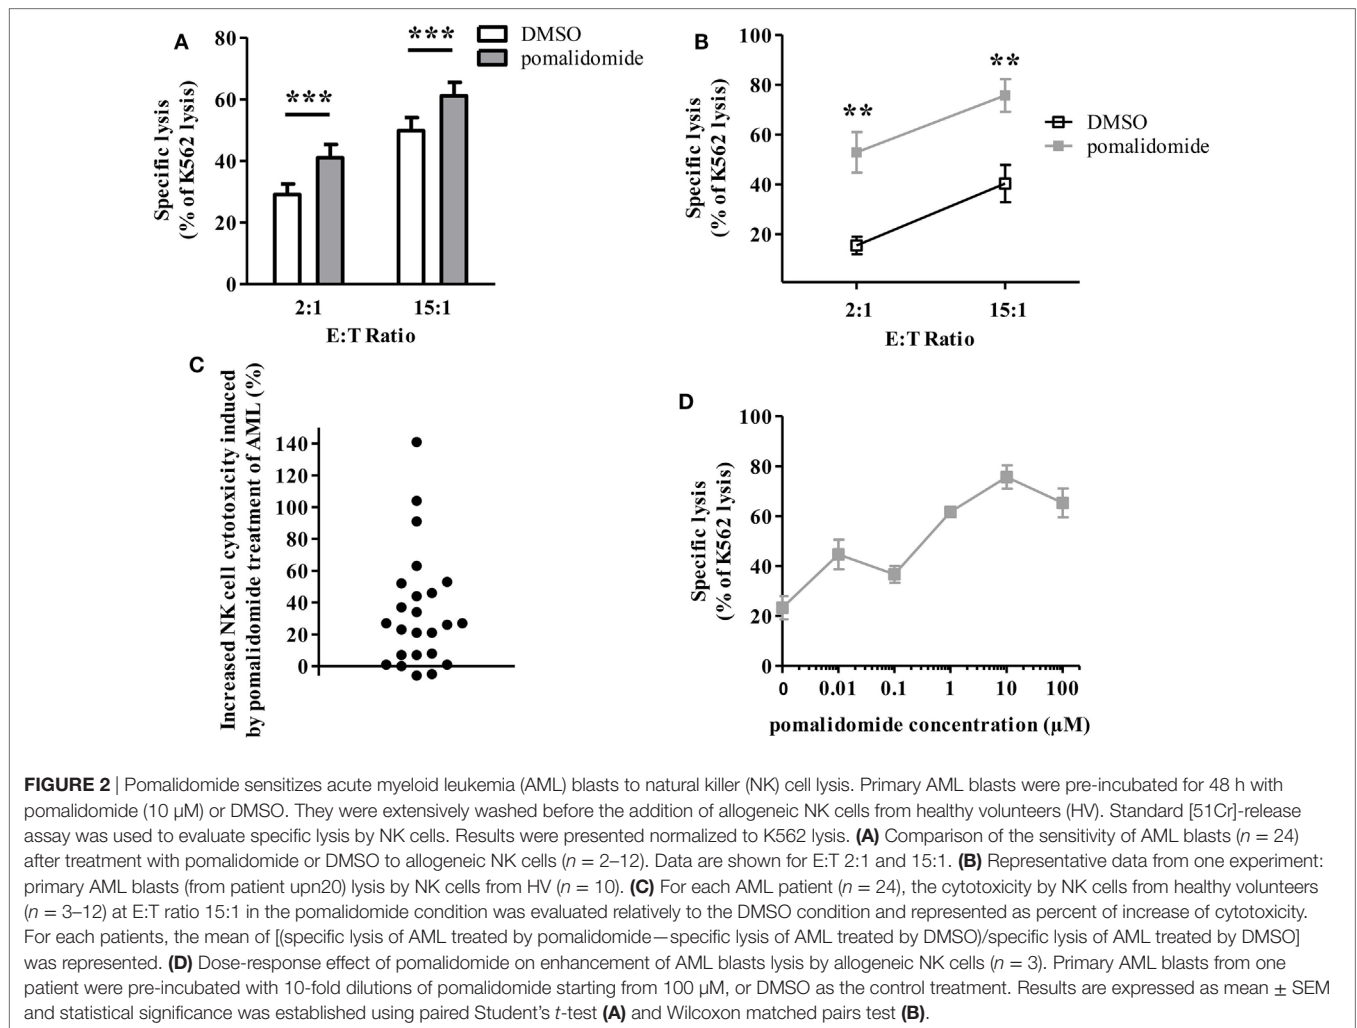 A
80
60
40
20
0
Specific lysis
(% of K562 lysis)
***
***
DMSO
pomalidomide
2:1
15:1
E:T Ratio
B
100
80
60
40
20
Specific lysis
(% of K562 lysis)
**
**
DMSO
pomalidomide
2:1
15:1
E:T Ratio
C
Increased NK cell cytotoxicity induced
by pomalidomide treatment of AML (%)
140
120
100
80
60
40
20
0
D
100
80
60
40
20
0
Specific lysis
(% of K562 lysis)
0 0.01 0.1 1 10 100
pomalidomide concentration (µM)
FIGURE 2 | Pomalidomide sensitizes acute myeloid leukemia (AML) blasts to natural killer (NK) cell lysis. Primary AML blasts were pre-incubated for 48 h with
pomalidomide (10 µM) or DMSO. They were extensively washed before the addition of allogeneic NK cells from healthy volunteers (HV). Standard [51Cr]-release
assay was used to evaluate specific lysis by NK cells. Results were presented normalized to K562 lysis. (A) Comparison of the sensitivity of AML blasts (n = 24)
after treatment with pomalidomide or DMSO to allogeneic NK cells (n = 2–12). Data are shown for E:T 2:1 and 15:1. (B) Representative data from one experiment:
primary AML blasts (from patient upn20) lysis by NK cells from HV (n = 10). (C) For each AML patient (n = 24), the cytotoxicity by NK cells from healthy volunteers
(n = 3–12) at E:T ratio 15:1 in the pomalidomide condition was evaluated relatively to the DMSO condition and represented as percent of increase of cytotoxicity.
For each patients, the mean of [(specific lysis of AML treated by pomalidomide—specific lysis of AML treated by DMSO)/specific lysis of AML treated by DMSO]
was represented. (D) Dose-response effect of pomalidomide on enhancement of AML blasts lysis by allogeneic NK cells (n = 3). Primary AML blasts from one
patient were pre-incubated with 10-fold dilutions of pomalidomide starting from 100 µM, or DMSO as the control treatment. Results are expressed as mean ± SEM
and statistical significance was established using paired Student's t-test (A) and Wilcoxon matched pairs test (B).